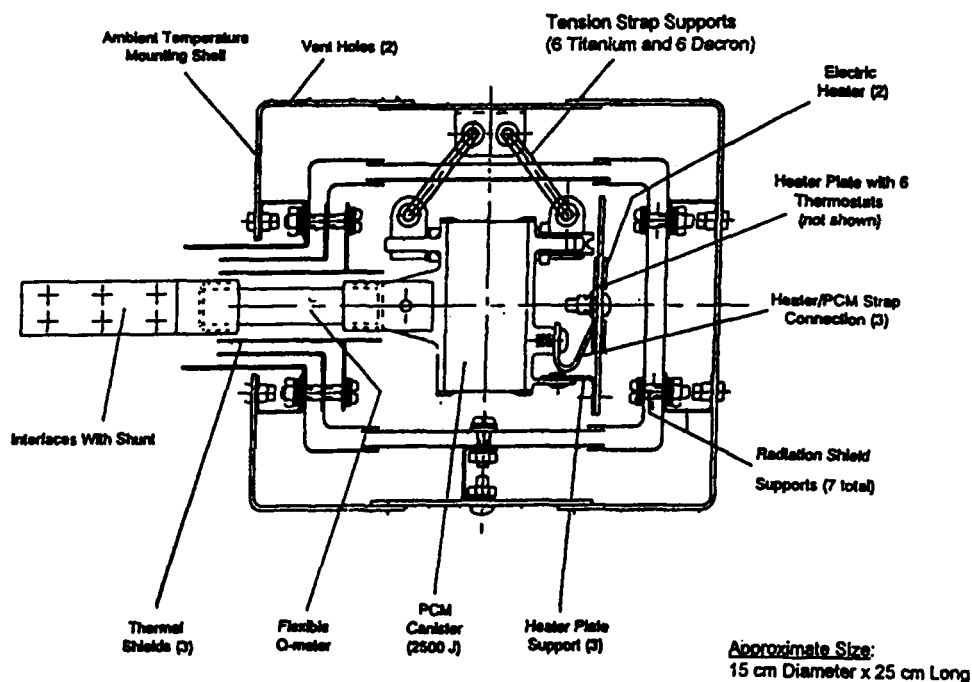 Tension Strap Supports
(6 Titanium and 6 Dacron)
Ambient Temperature
Mounting Shell
Vent Holes (2)
Electric
Heater (2)
Heater Plate with 6
Thermostats
(not shown)
Heater/PCM Strap
Connection (3)
Interfaces With Shunt
Radiation Shield
Supports (7 total)
Thermal
Shields (3)
Flexible
Q-meter
PCM
Canister
(2500 J)
Heater Plate
Support (3)
Approximate Size:
15 cm Diameter x 25 cm Long